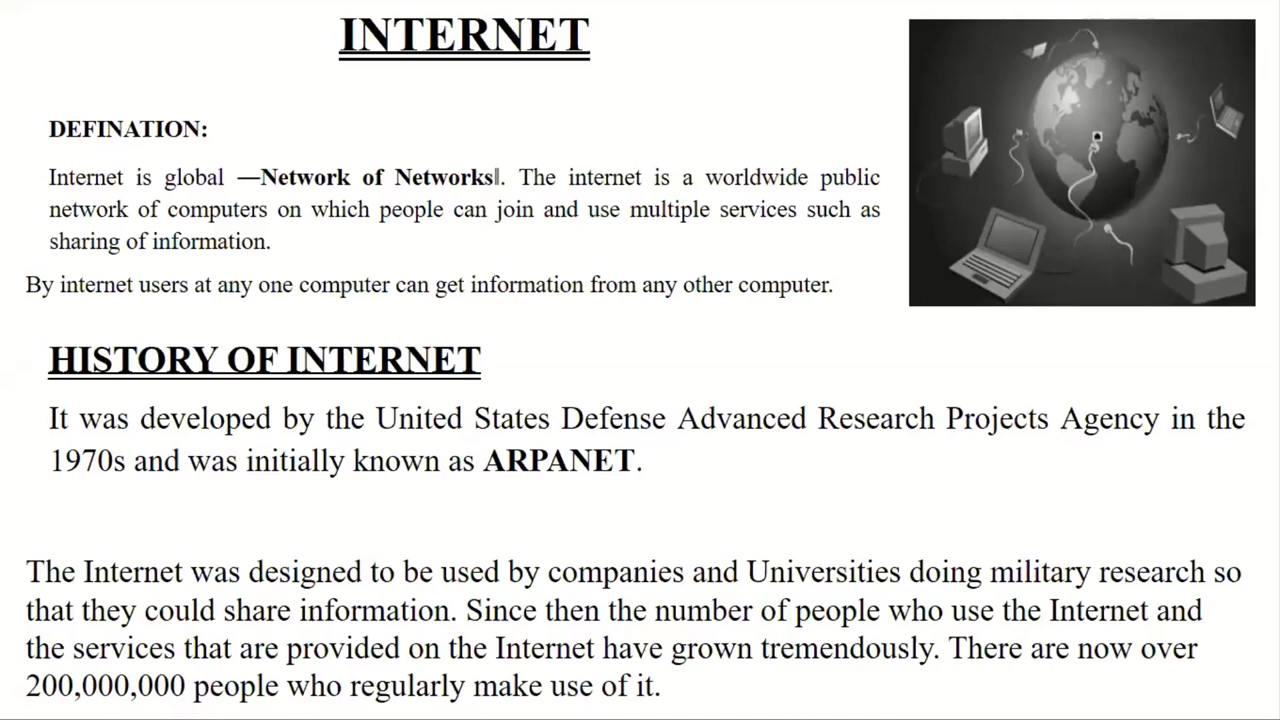 INTERNET
DEFINATION:
Internet is global ―Network of Networks‖. The internet is a worldwide public
network of computers on which people can join and use multiple services such as
sharing of information.
By internet users at any one computer can get information from any other computer.
HISTORY OF INTERNET
It was developed by the United States Defense Advanced Research Projects Agency in the
1970s and was initially known as ARPANET.
The Internet was designed to be used by companies and Universities doing military research so
that they could share information. Since then the number of people who use the Internet and
the services that are provided on the Internet have grown tremendously. There are now over
200,000,000 people who regularly make use of it.